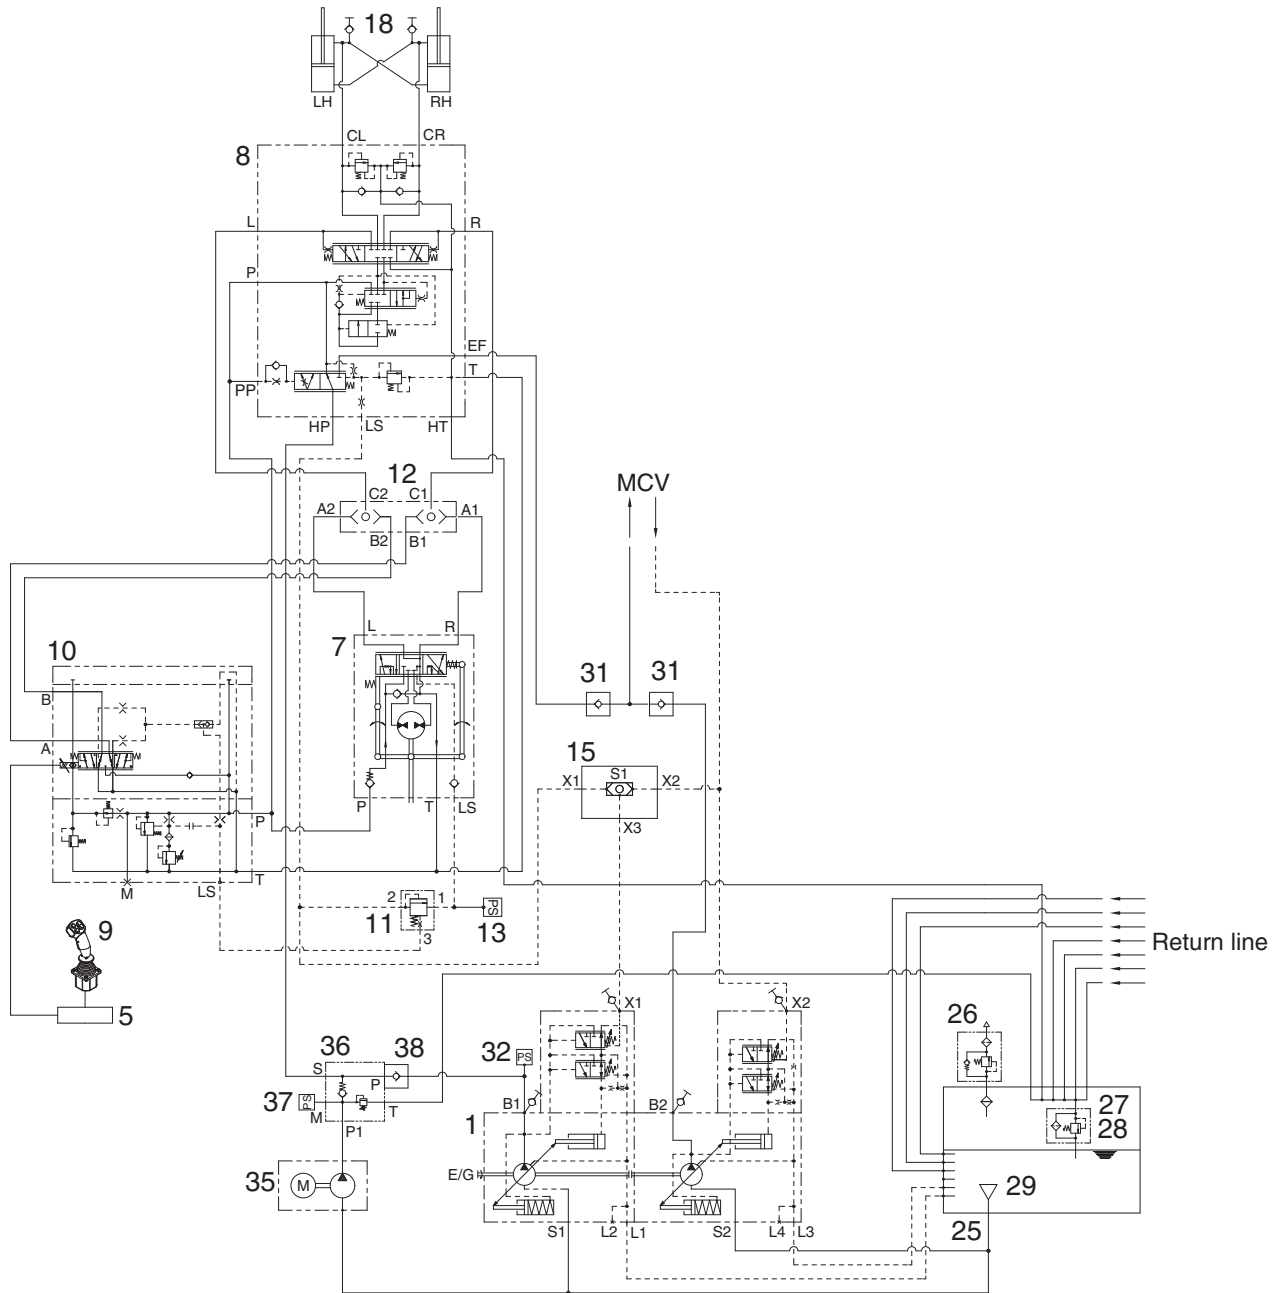 18
LH
RH
CL
CR
8
L
R
P
EF
T
PP
HP
LS
HT
12
MCV
C2
C1
A2
A1
B2
B1
L
R
7
10
31
31
B
15
A
X1
S1
X2
P
T
LS
X3
P
M
LS
T
2
1
11
PS
13
3
9
Return line
5
X1
X2
26
36
38
32
S
PS
P
37
PS
M
T
B1
B2
27
P1
1
28
35
M
E/G
29
S1
L2
L1
S2
L4
L3
25